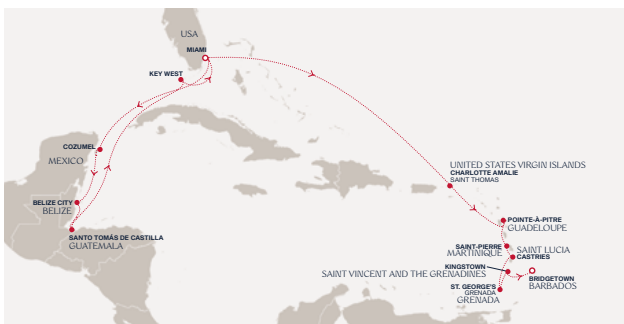 USA
MIAMI
KEY WEST
COZUMEL
MEXICO
BELIZE CITY
BELIZE
SANTO TOMÁS DE CASTILLA
GUATEMALA
UNITED STATES VIRGIN ISLANDS
CHARLOTTE AMALIE
SAINT THOMAS
POINTE-À-PITRE
GUADELOUPE
SAINT-PIERRE
MARTINIQUE
SAINT LUCIA
CASTRIES
KINGSTOWN
SAINT VINCENT AND THE GRENADINES
BRIDGETOWN
BARBADOS
ST. GEORGE'S
GRENADA
GRENADA